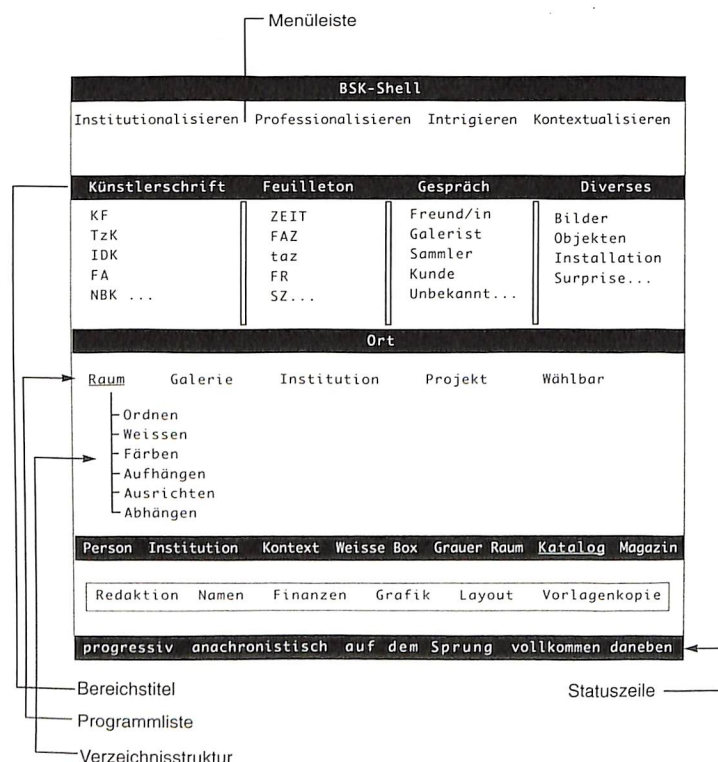 Menüleiste
BSK-Shell
Institutionalisieren Professionalisieren Intrigieren Kontextualisieren
Künstlerschrift Feuilleton Gespräch Diverses
KF ZEIT Freund/in Bilder
TzK FAZ Galerist Objekten
IDK taz Sammler Installation
FA FR Kunde Surprise...
NBK ... SZ... Unbekannt...
Ort
Raum Galerie Institution Projekt Wählbar
Ordnen
Weissen
Färben
Aufhängen
Ausrichten
Abhängen
Person Institution Kontext Weisse Box Grauer Raum Katalog Magazin
Redaktion Namen Finanzen Grafik Layout Vorlagenkopie
progressiv anachronistisch auf dem Sprung vollkommen daneben
Bereichstitel
Statuszeile
Programmliste
Verzeichnisstruktur